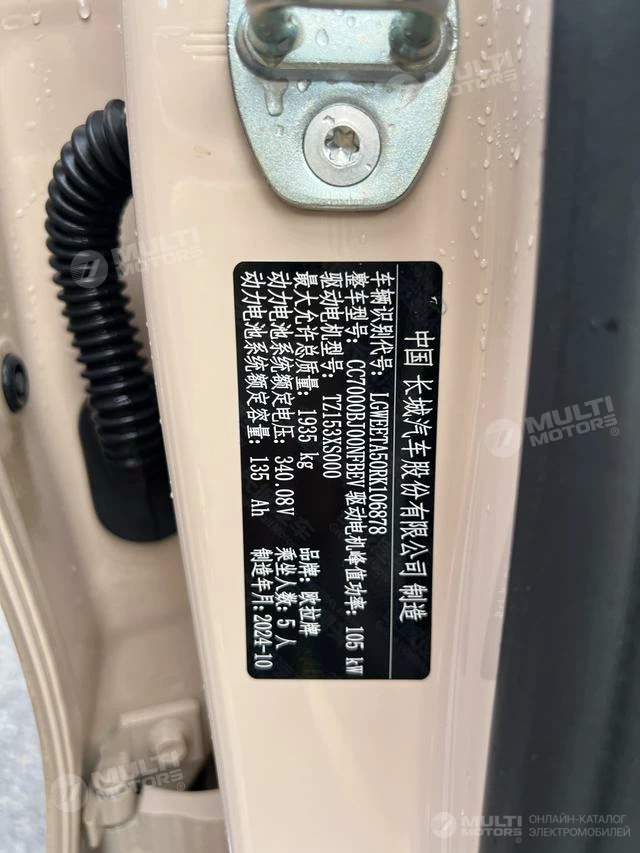 中国 长城汽车股份有限公司 制造
车辆识别代号: LGWEETA50RK106878
整车型号: CC7000BJ00NFBEV 驱动电机峰值功率: 105 kW
驱动电机型号: TZ153XS000
最大允许总质量: 1935 kg 品牌: 欧拉牌
动力电池系统额定电压: 340.08V 乘坐人数: 5 人
动力电池系统额定容量: 135 Ah 制造年月: 2024-10
MULTI
MOTORS®
MULTI
MOTORS®
MULTI
MOTORS®
MULTI
MOTORS®
MULTI
MOTORS®
ОНЛАЙН-КАТАЛОГ
ЭЛЕКТРОМОБИЛЕЙ